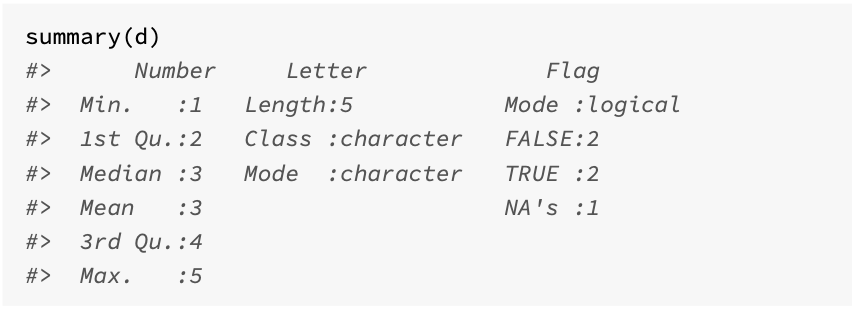 summary(d)
#>      Number     Letter             Flag
#>  Min.   :1   Length:5           Mode :logical
#>  1st Qu.:2   Class :character   FALSE:2
#>  Median :3   Mode  :character   TRUE :2
#>  Mean   :3                      NA's :1
#>  3rd Qu.:4
#>  Max.   :5